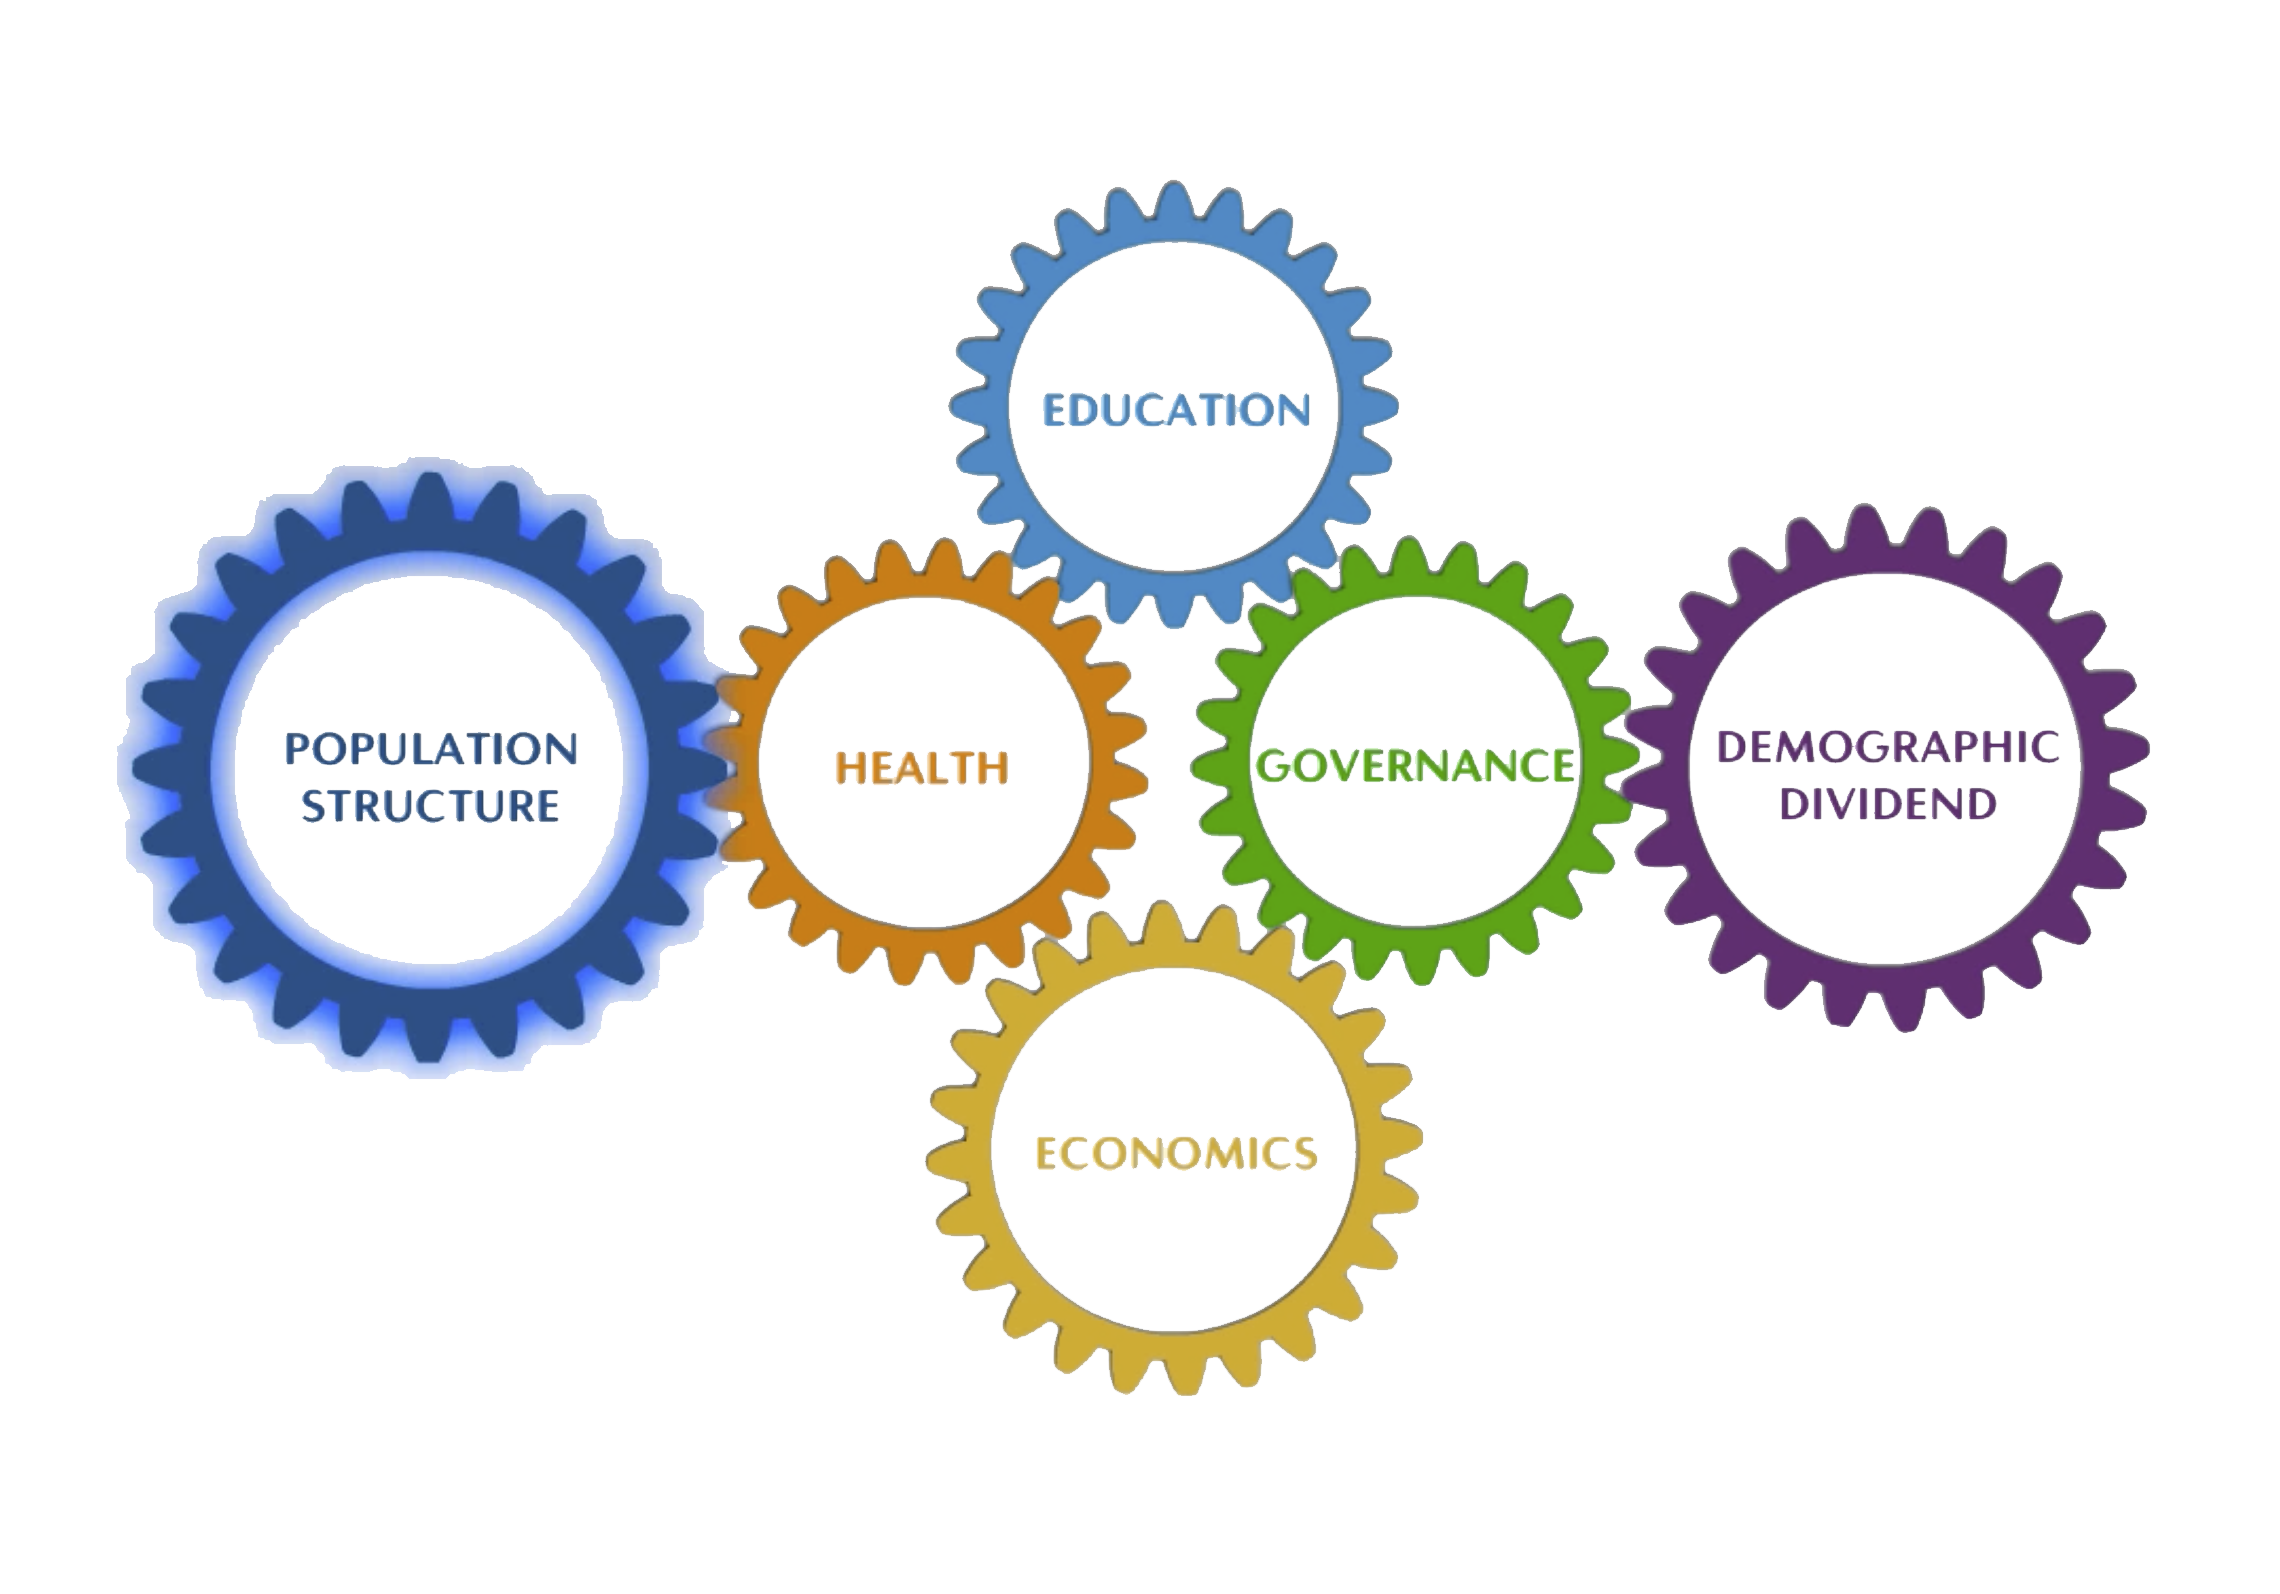 EDUCATION
POPULATION
STRUCTURE
HEALTH
GOVERNANCE
DEMOGRAPHIC
DIVIDEND
ECONOMICS